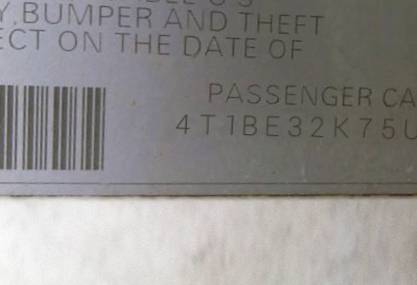 Y, BUMPER AND THEFT
ECT ON THE DATE OF
PASSENGER CA
4T1BE32K75U